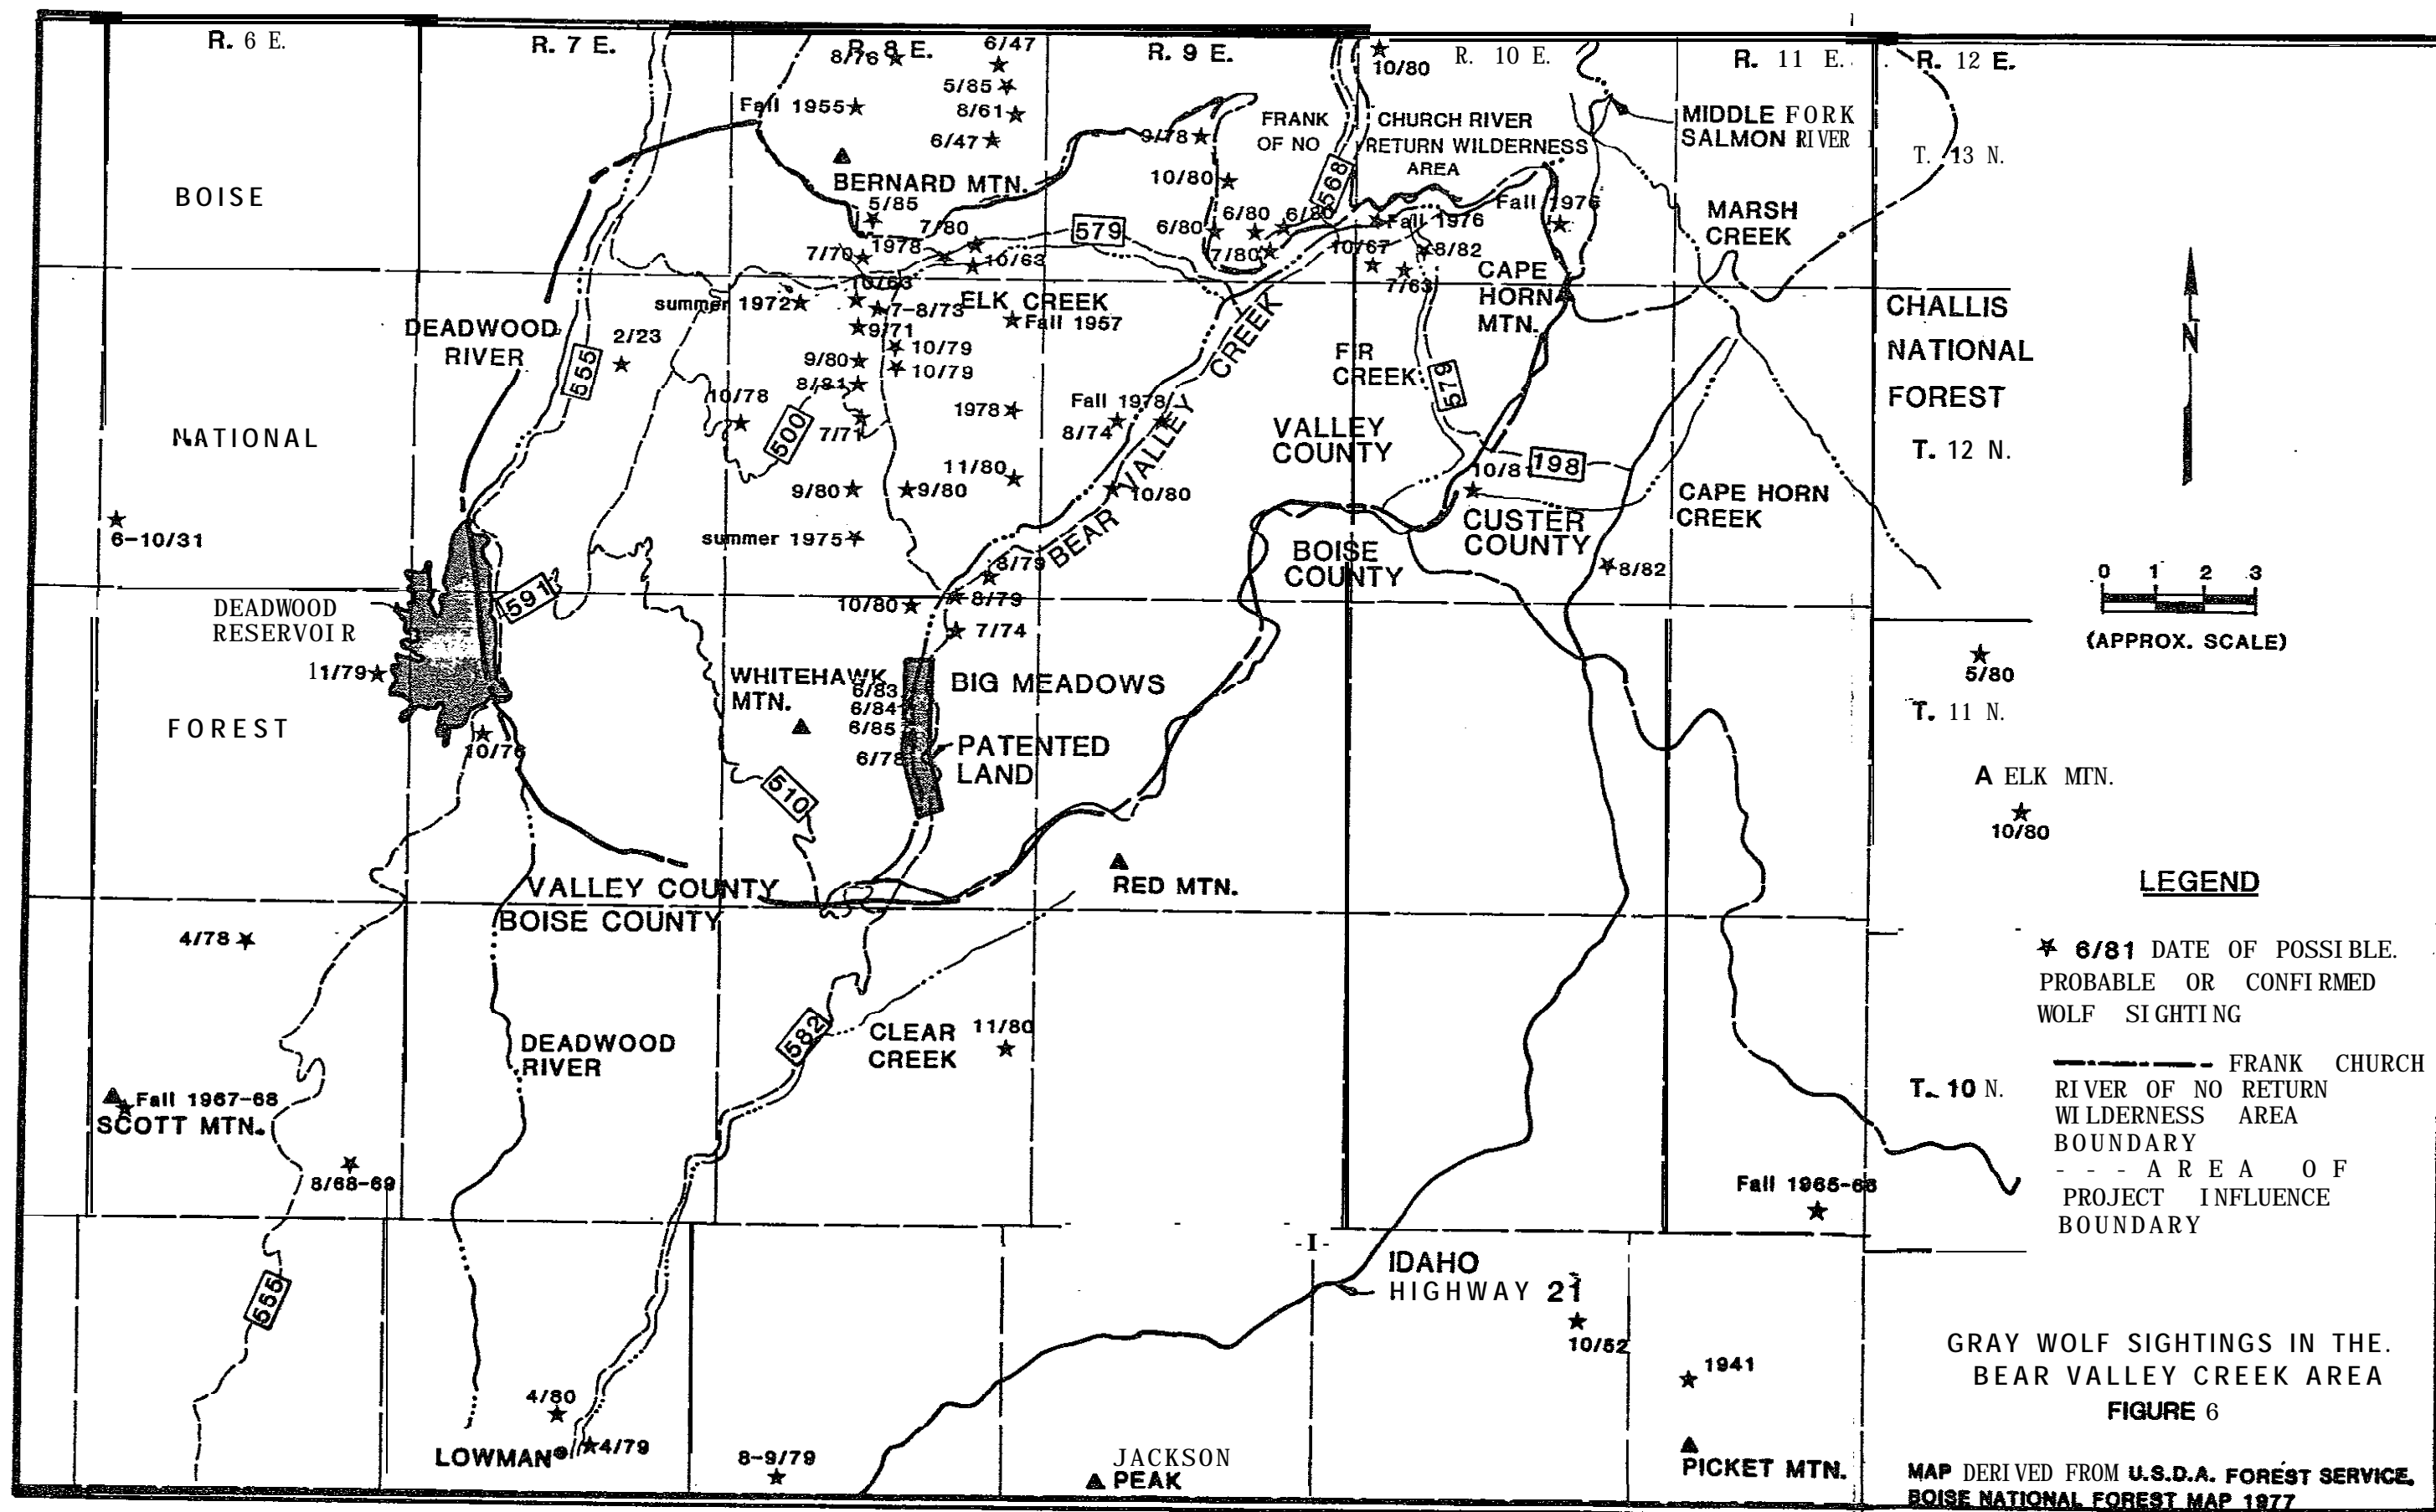 R. 6 E.
R. 7 E.
R. 8 E.
R. 9 E.
R. 10 E.
R. 11 E.
R. 12 E.
8/76
6/47
10/80
5/85
Fall 1955
8/61
6/47
9/78
FRANK
CHURCH RIVER
OF NO
RETURN WILDERNESS
AREA
MIDDLE FORK
SALMON RIVER
T. 13 N.
BERNARD MTN.
10/80
568
BOISE
5/85
7/80
579
6/80
6/80
6/80
Fall 1976
Fall 1976
MARSH
CREEK
7/70
1978
10/63
7/80
10/67
8/82
7/63
CAPE
HORN
MTN.
summer 1972
0/63
7-8/73
ELK CREEK
Fall 1957
9/71
CHALLIS
NATIONAL
FOREST
T. 12 N.
N
DEADWOOD
RIVER
2/23
555
9/80
10/79
10/79
8/81
F R
CREEK
579
10/78
500
7/71
1978
Fall 1978
8/74
BEAR VALLEY CREEK
VALLEY
COUNTY
NATIONAL
11/80
9/80
9/80
10/80
10/8
198
CAPE HORN
CREEK
6-10/31
summer 1975
8/79
BOISE
COUNTY
CUSTER
COUNTY
8/82
0 1 2 3
(APPROX. SCALE)
DEADWOOD
RESERVOIR
591
10/80
8/79
7/74
11/79
WHITEHAWK
MTN.
6/83
6/84
6/85
6/78
BIG MEADOWS
PATENTED
LAND
5/80
T. 11 N.
FOREST
10/76
510
A ELK MTN.
10/80
RED MTN.
VALLEY COUNTY
BOISE COUNTY
LEGEND
4/78
6/81 DATE OF POSSIBLE.
PROBABLE OR CONFIRMED
WOLF SIGHTING
DEADWOOD
RIVER
582
CLEAR
CREEK
11/80
FRANK CHURCH
RIVER OF NO RETURN
WILDERNESS AREA
BOUNDARY
- - - AREA OF
PROJECT INFLUENCE
BOUNDARY
T. 10 N.
Fall 1967-68
SCOTT MTN.
8/68-69
Fall 1965-66
555
IDAHO
HIGHWAY 21
10/52
1941
4/80
LOWMAN
4/79
8-9/79
JACKSON
PEAK
PICKET MTN.
GRAY WOLF SIGHTINGS IN THE.
BEAR VALLEY CREEK AREA
FIGURE 6
MAP DERIVED FROM U.S.D.A. FOREST SERVICE,
BOISE NATIONAL FOREST MAP 1977